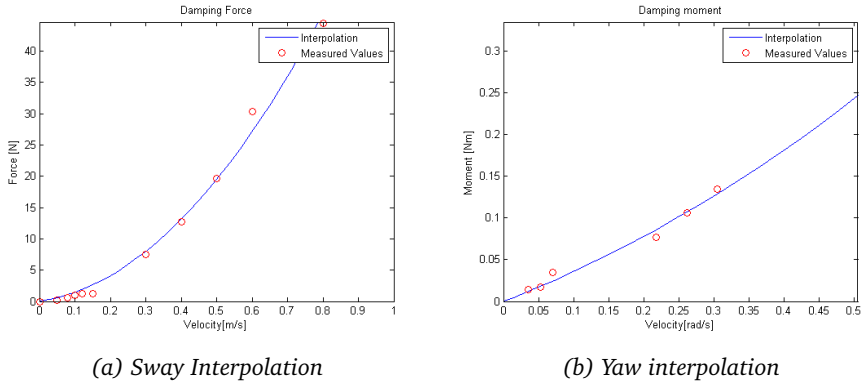 Damping Force
Interpolation
Measured Values
40
35
30
25
20
15
10
5
0
Force [N]
0 0.1 0.2 0.3 0.4 0.5 0.6 0.7 0.8 0.9 1
Velocity[m/s]
(a) Sway Interpolation
Damping moment
Interpolation
Measured Values
0.3
0.25
0.2
0.15
0.1
0.05
0
Moment [Nm]
0 0.05 0.1 0.15 0.2 0.25 0.3 0.35 0.4 0.45 0.5
Velocity[rad/s]
(b) Yaw interpolation